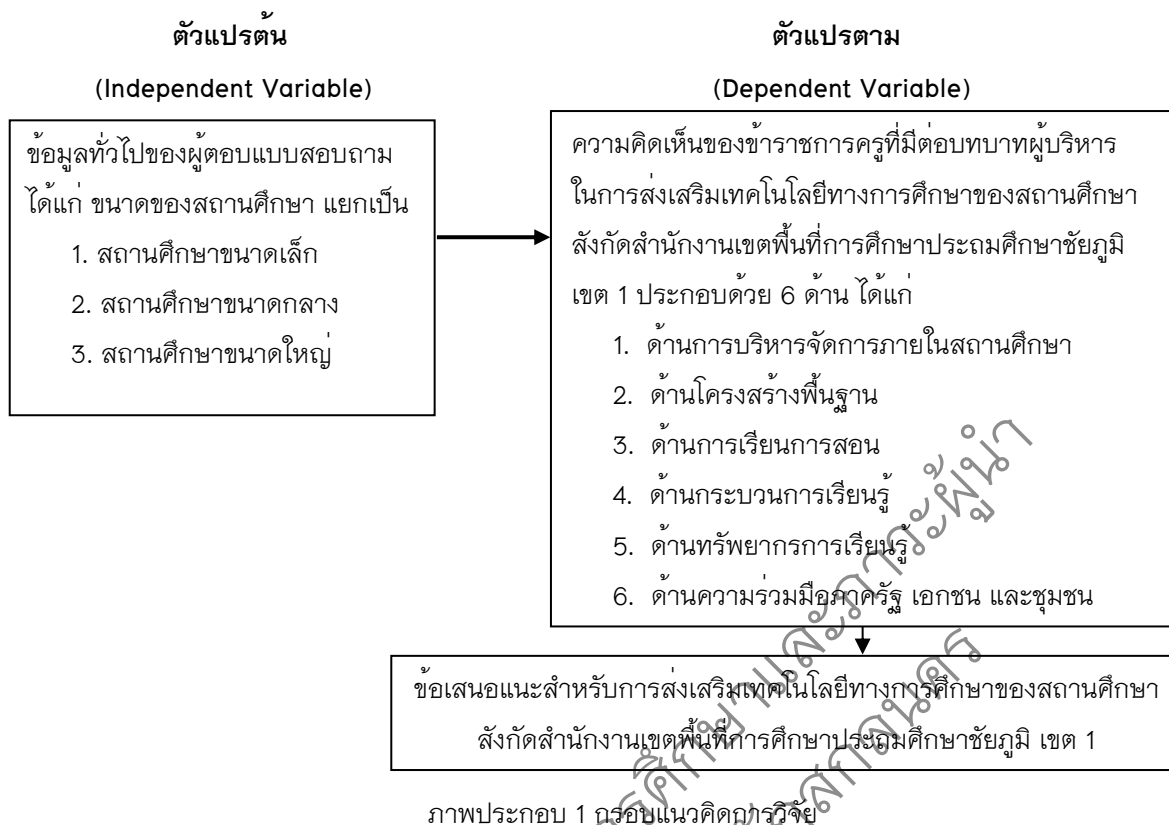 ตัวแปรต้น
(Independent Variable)
ข้อมูลทั่วไปของผู้ตอบแบบสอบถาม
ได้แก่ ขนาดของสถานศึกษา แยกเป็น
1. สถานศึกษาขนาดเล็ก
2. สถานศึกษาขนาดกลาง
3. สถานศึกษาขนาดใหญ่
ตัวแปรตาม
(Dependent Variable)
ความคิดเห็นของข้าราชการครูที่มีต่อบทบาทผู้บริหาร
ในการส่งเสริมเทคโนโลยีทางการศึกษาของสถานศึกษา
สังกัดสำนักงานเขตพื้นที่การศึกษาประถมศึกษาชัยภูมิ
เขต 1 ประกอบด้วย 6 ด้าน ได้แก่
1. ด้านการบริหารจัดการภายในสถานศึกษา
2. ด้านโครงสร้างพื้นฐาน
3. ด้านการเรียนการสอน
4. ด้านกระบวนการเรียนรู้
5. ด้านทรัพยากรการเรียนรู้
6. ด้านความร่วมมือภาครัฐ เอกชน และชุมชน
ข้อเสนอแนะสำหรับการส่งเสริมเทคโนโลยีทางการศึกษาของสถานศึกษา
สังกัดสำนักงานเขตพื้นที่การศึกษาประถมศึกษาชัยภูมิ เขต 1
ภาพประกอบ 1 กรอบแนวคิดการวิจัย